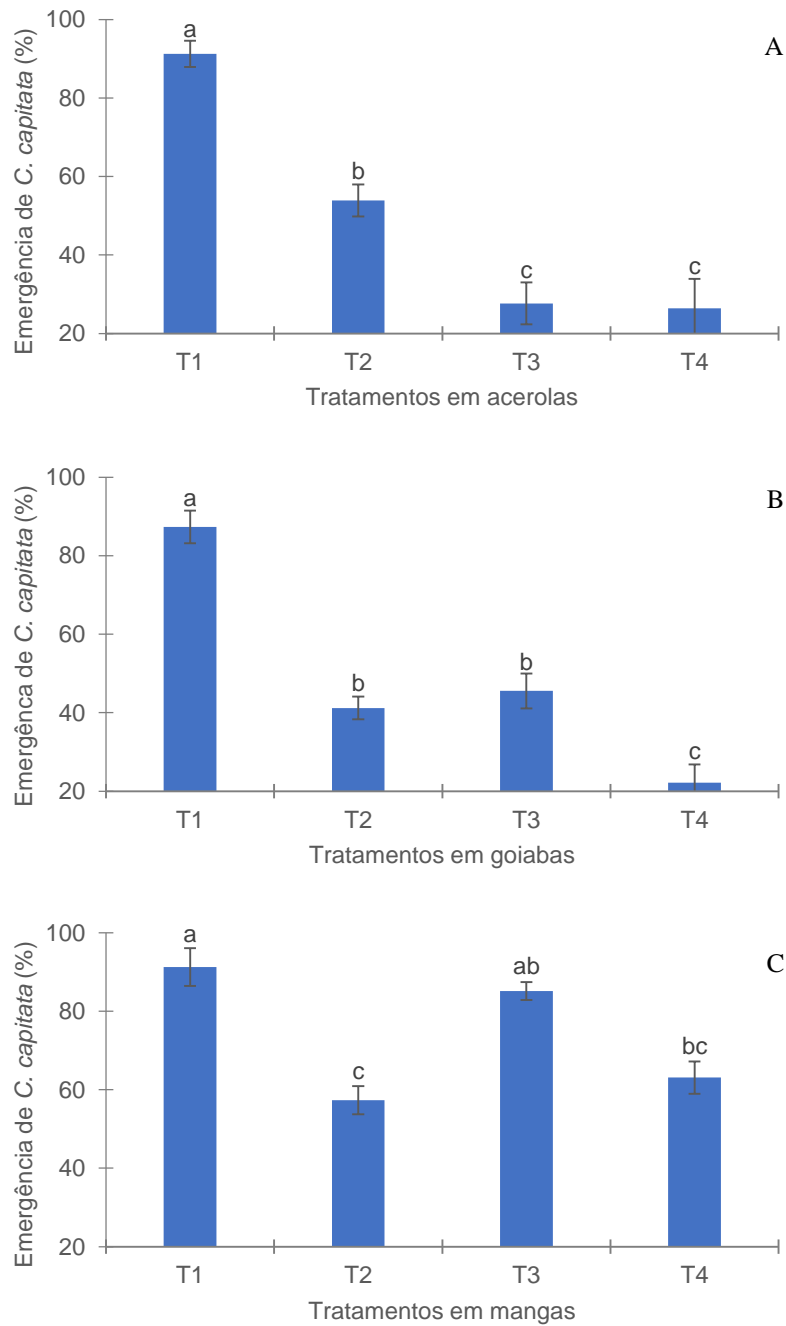 Emergência de C. capitata (%)
100
80
60
40
20
a
b
c
c
A
T1 T2 T3 T4
Tratamentos em acerolas
Emergênca de C. capitata (%)
100
80
60
40
20
a
b
b
c
B
T1 T2 T3 T4
Tratamentos em goiabas
Emergência de C. capitata (%)
100
80
60
40
20
a
c
ab
bc
C
T1 T2 T3 T4
Tratamentos em mangas